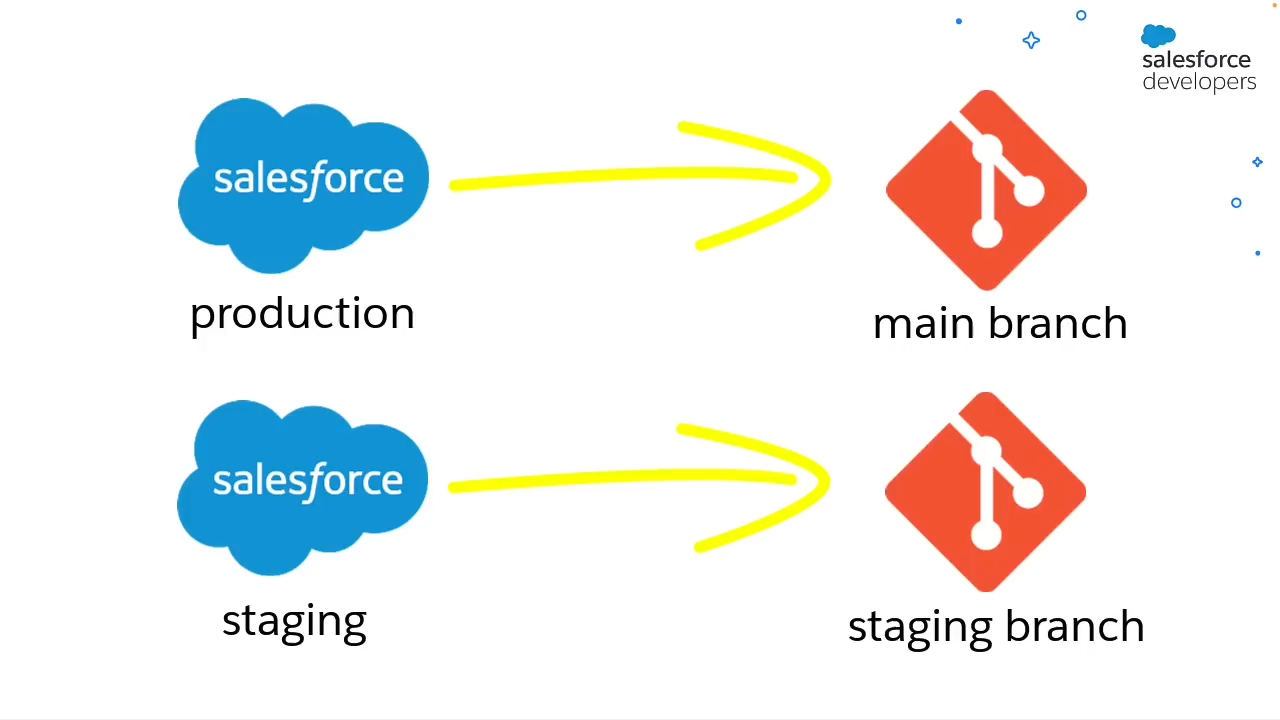 salesforce
developers
salesforce
production
main branch
salesforce
staging
staging branch